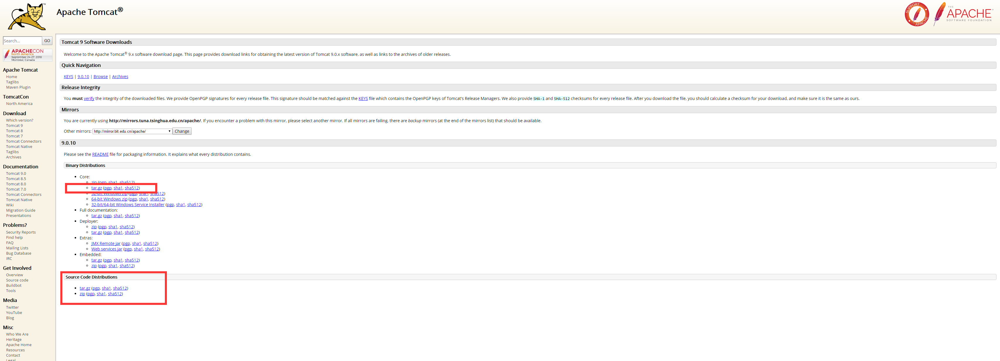 TM
Apache Tomcat®
SUPPORT APACHE
THE
APACHE®
SOFTWARE FOUNDATION
Search...
GO
APACHECON
North America
September 24-27, 2018
Montréal, Canada
Apache Tomcat
Home
Taglibs
Maven Plugin
TomcatCon
North America
Download
Which version?
Tomcat 9
Tomcat 8
Tomcat 7
Tomcat Connectors
Tomcat Native
Taglibs
Archives
Documentation
Tomcat 9.0
Tomcat 8.5
Tomcat 8.0
Tomcat 7.0
Tomcat Connectors
Tomcat Native
Wiki
Migration Guide
Presentations
Problems?
Security Reports
Find help
FAQ
Mailing Lists
Bug Database
IRC
Get Involved
Overview
Source code
Buildbot
Tools
Media
Twitter
YouTube
Blog
Misc
Who We Are
Heritage
Apache Home
Resources
Contact
Legal
Tomcat 9 Software Downloads
Welcome to the Apache Tomcat® 9.x software download page. This page provides download links for obtaining the latest version of Tomcat 9.0.x software, as well as links to the archives of older releases.
Quick Navigation
KEYS | 9.0.10 | Browse | Archives
Release Integrity
You must verify the integrity of the downloaded files. We provide OpenPGP signatures for every release file. This signature should be matched against the KEYS file which contains the OpenPGP keys of Tomcat's Release Managers. We also provide SHA-1 and SHA-512 checksums for every release file. After you download the file, you should calculate a checksum for your download, and make sure it is the same as ours.
Mirrors
You are currently using http://mirrors.tuna.tsinghua.edu.cn/apache/. If you encounter a problem with this mirror, please select another mirror. If all mirrors are failing, there are backup mirrors (at the end of the mirrors list) that should be available.
Other mirrors: http://mirror.bit.edu.cn/apache/ Change
9.0.10
Please see the README file for packaging information. It explains what every distribution contains.
Binary Distributions
Core:
zip (pgp, sha1, sha512)
tar.gz (pgp, sha1, sha512)
32-bit Windows zip (pgp, sha1, sha512)
64-bit Windows zip (pgp, sha1, sha512)
32-bit/64-bit Windows Service Installer (pgp, sha1, sha512)
Full documentation:
tar.gz (pgp, sha1, sha512)
Deployer:
zip (pgp, sha1, sha512)
tar.gz (pgp, sha1, sha512)
Extras:
JMX Remote jar (pgp, sha1, sha512)
Web services jar (pgp, sha1, sha512)
Embedded:
tar.gz (pgp, sha1, sha512)
zip (pgp, sha1, sha512)
Source Code Distributions
tar.gz (pgp, sha1, sha512)
zip (pgp, sha1, sha512)